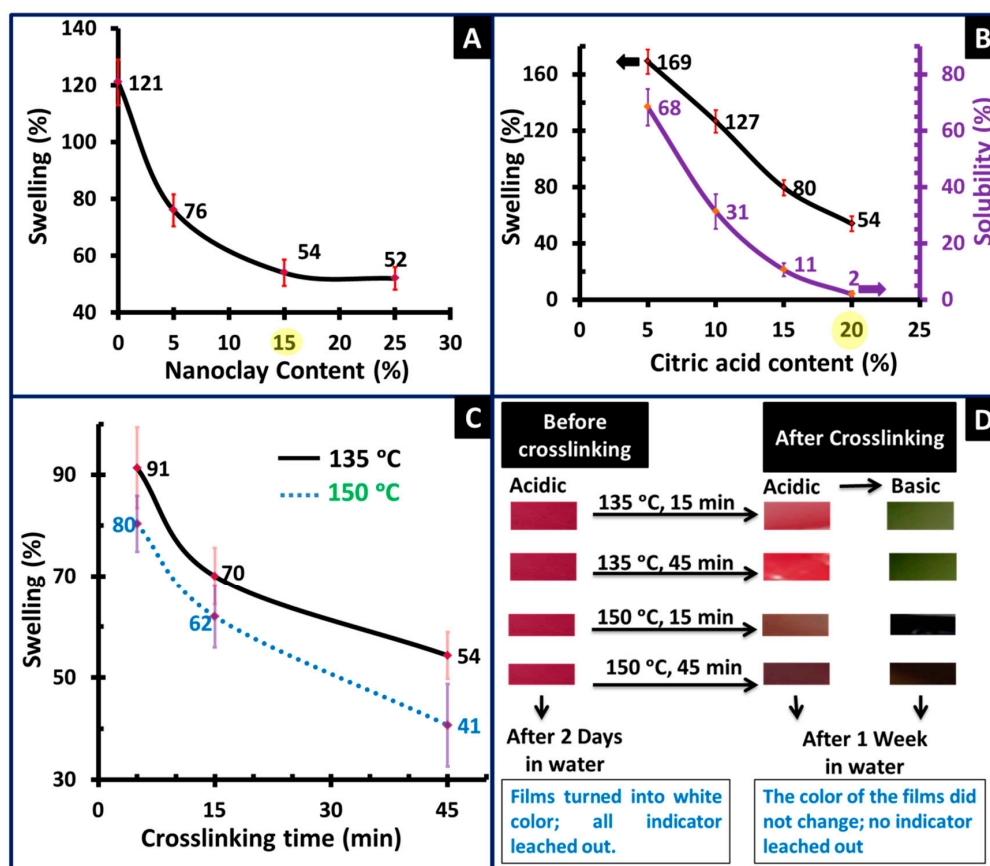 A
140
120
100
80
60
40
Swelling (%)
121
76
54
52
0 5 10 15 20 25 30
Nanoclay Content (%)
B
160
120
80
40
0
Swelling (%)
169
127
80
54
68
31
11
2
80
60
40
20
0
Solubility (%)
0 5 10 15 20 25
Citric acid content (%)
C
90
70
50
30
Swelling (%)
135 °C
150 °C
91
70
54
80
62
41
0 15 30 45
Crosslinking time (min)
D
Before
crosslinking
After Crosslinking
Acidic
Acidic
Basic
135 °C, 15 min
135 °C, 45 min
150 °C, 15 min
150 °C, 45 min
After 2 Days
in water
After 1 Week
in water
Films turned into white
color; all indicator
leached out.
The color of the films did
not change; no indicator
leached out